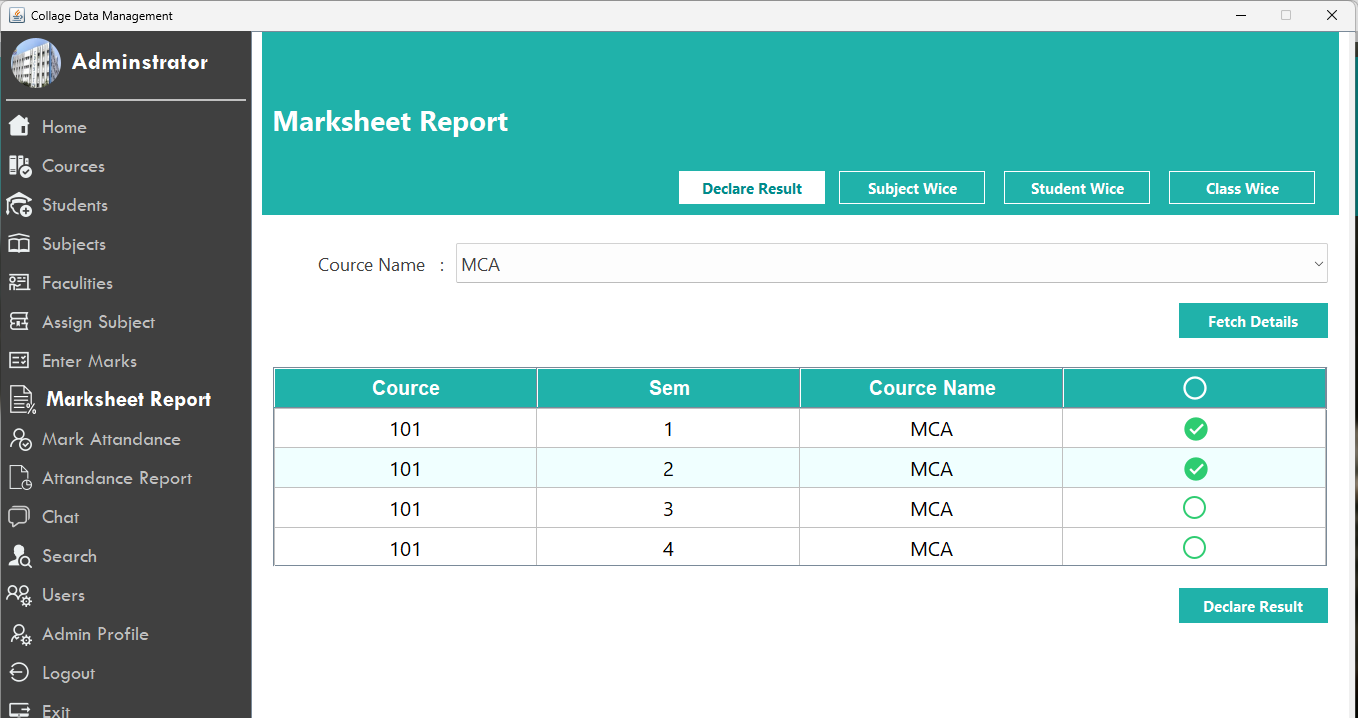 Collage Data Management
Adminstrator
Home
Cources
Students
Subjects
Faculities
Assign Subject
Enter Marks
Marksheet Report
Mark Attandance
Attandance Report
Chat
Search
Users
Admin Profile
Logout
Exit
Marksheet Report
Declare Result Subject Wice Student Wice Class Wice
Cource Name : MCA
Fetch Details
Cource Sem Cource Name
101 1 MCA
101 2 MCA
101 3 MCA
101 4 MCA
Declare Result